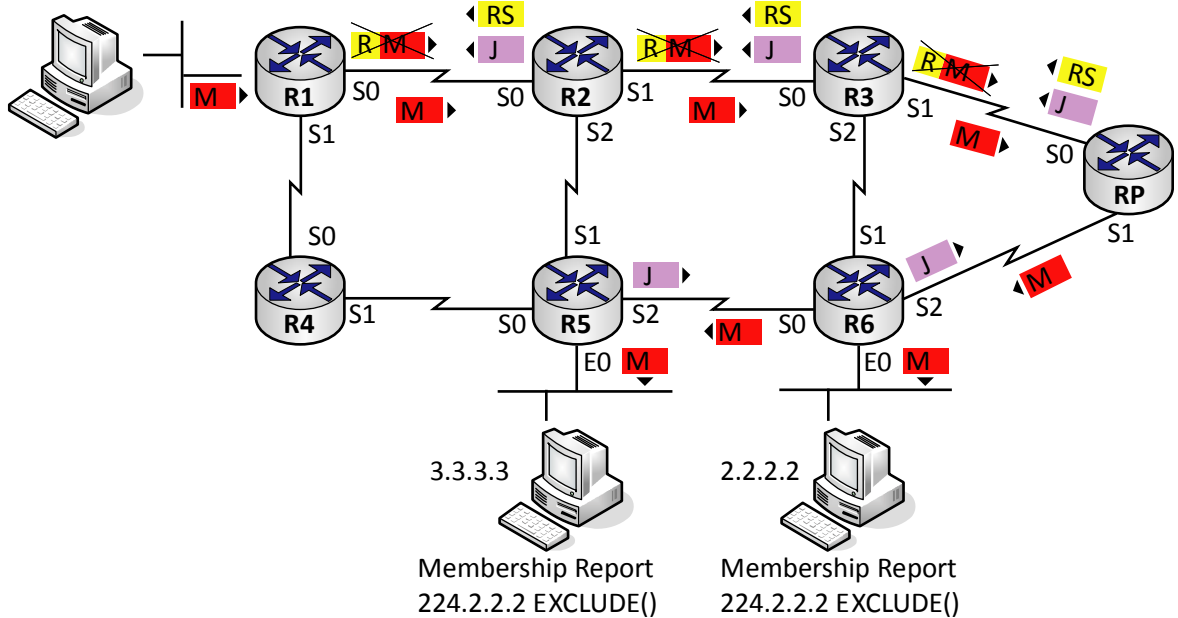 RS
RS
R M
J
R M
J
R M
RS
J
M
R1
S0
M
S0
R2
S1
M
S0
R3
S1
M
S0
S1
S2
S2
RP
S1
S0
S1
S1
J
M
J
R4
S1
S0
R5
S2
M
S0
R6
S2
E0
M
E0
M
3.3.3.3
2.2.2.2
Membership Report
224.2.2.2 EXCLUDE()
Membership Report
224.2.2.2 EXCLUDE()